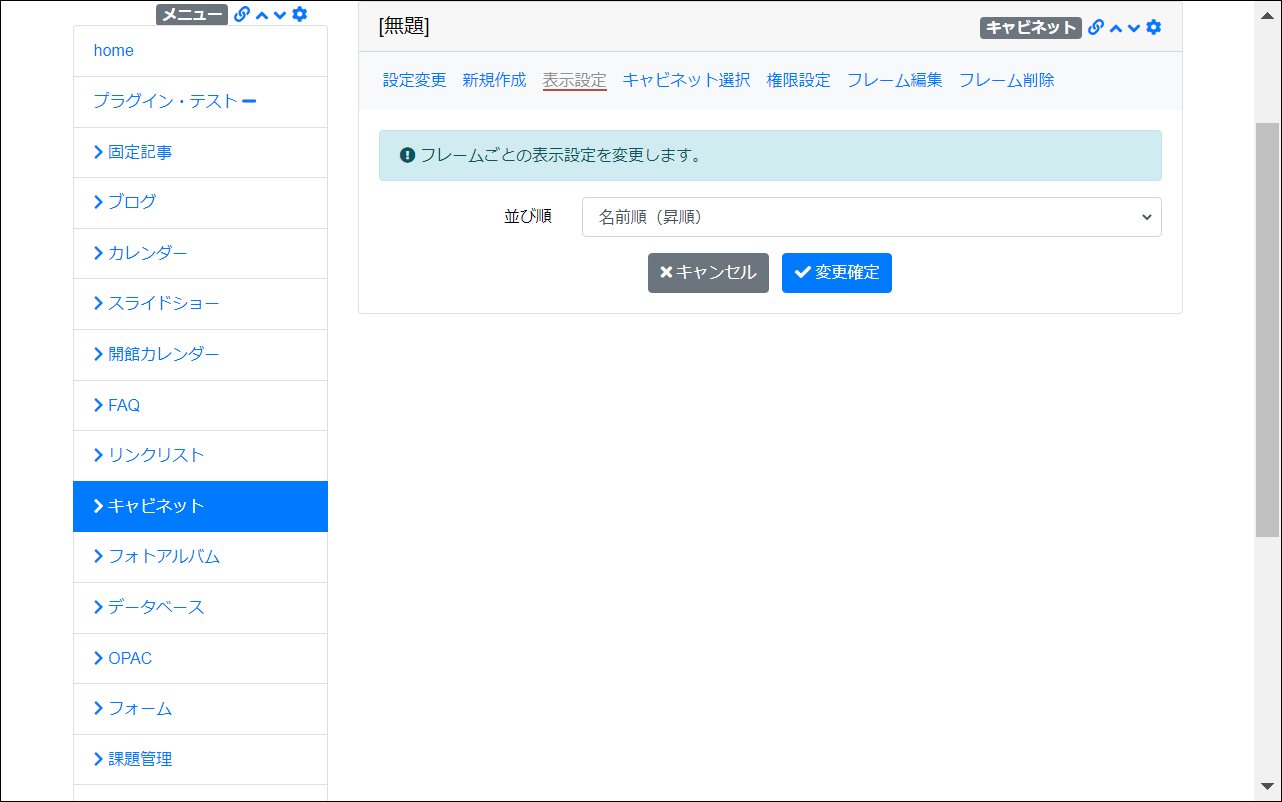 メニュー
home
プラグイン・テスト
固定記事
ブログ
カレンダー
スライドショー
開館カレンダー
FAQ
リンクリスト
キャビネット
フォトアルバム
データベース
OPAC
フォーム
課題管理
[無題]
キャビネット
設定変更 新規作成 表示設定 キャビネット選択 権限設定 フレーム編集 フレーム削除
フレームごとの表示設定を変更します。
並び順 名前順（昇順）
キャンセル 変更確定